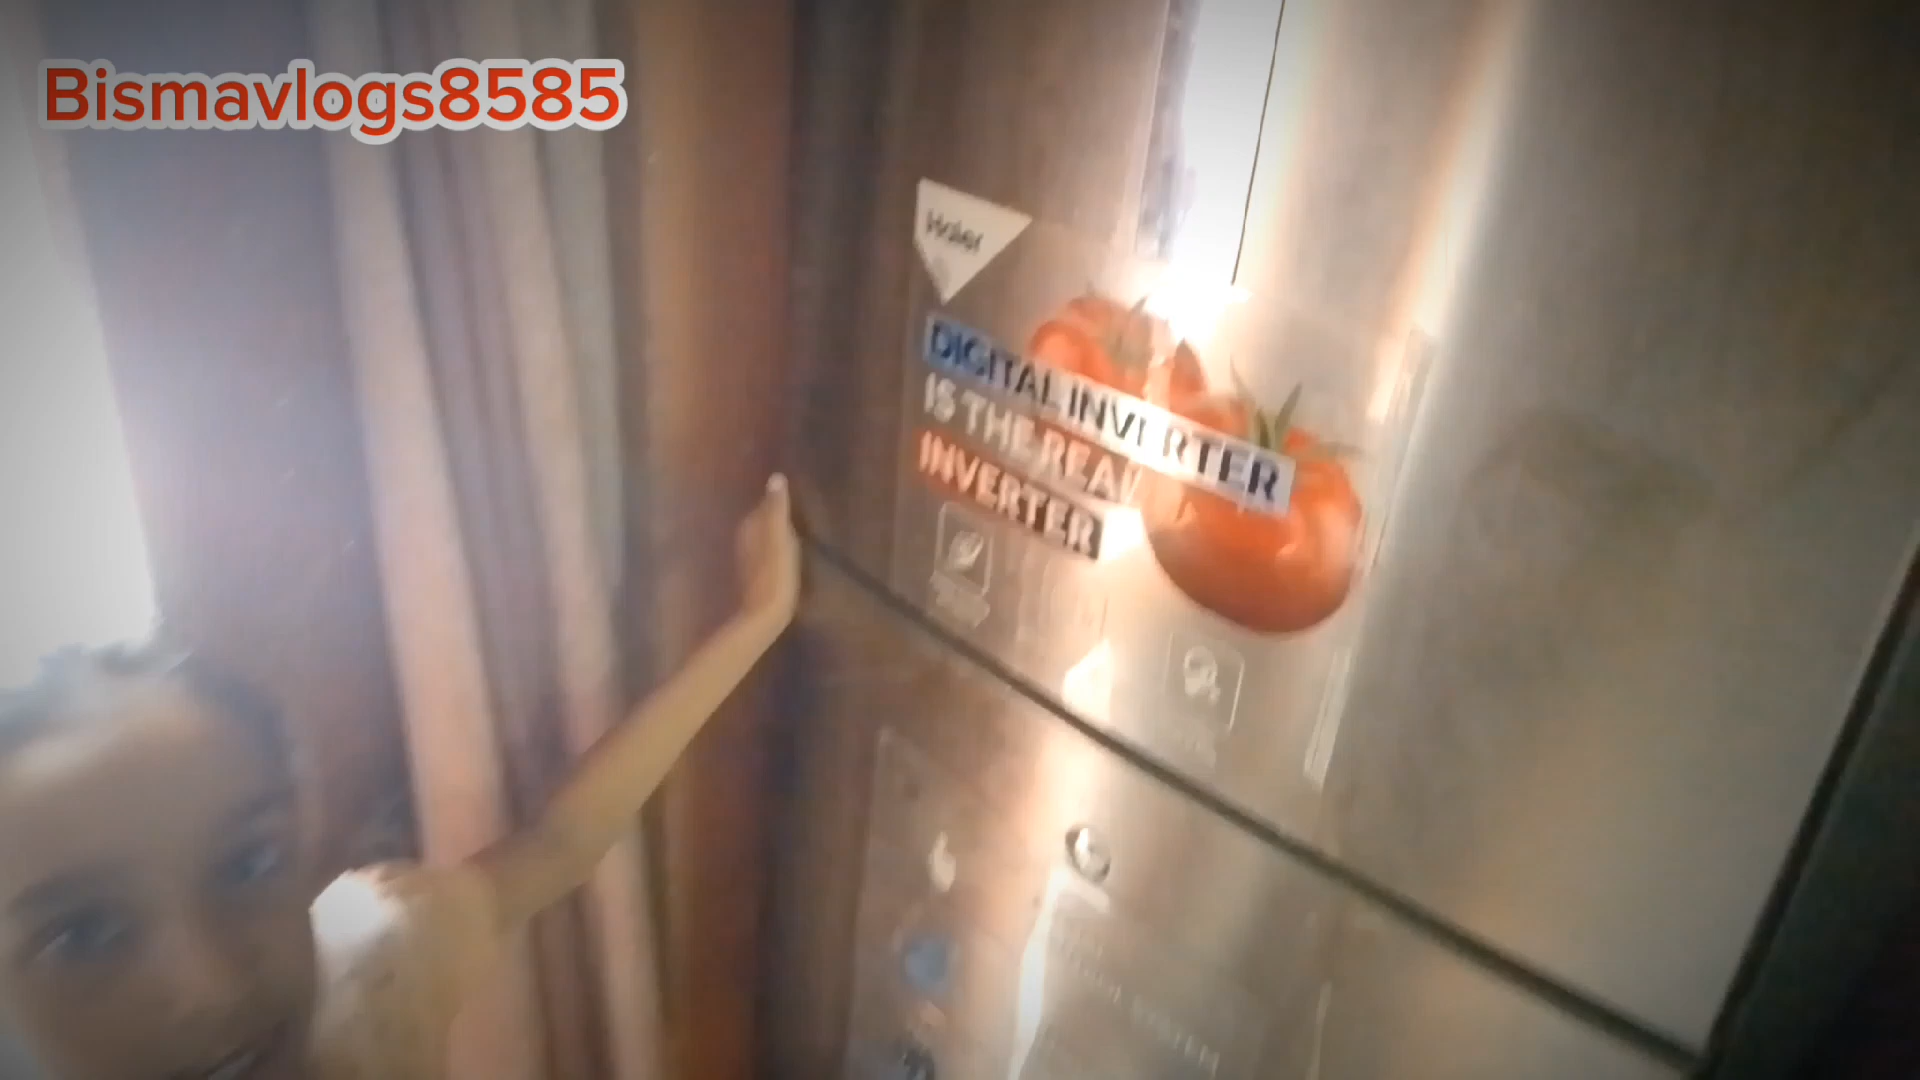 Bismavlogs8585
Haier
DIGITAL INVERTER
IS THE REAL
INVERTER